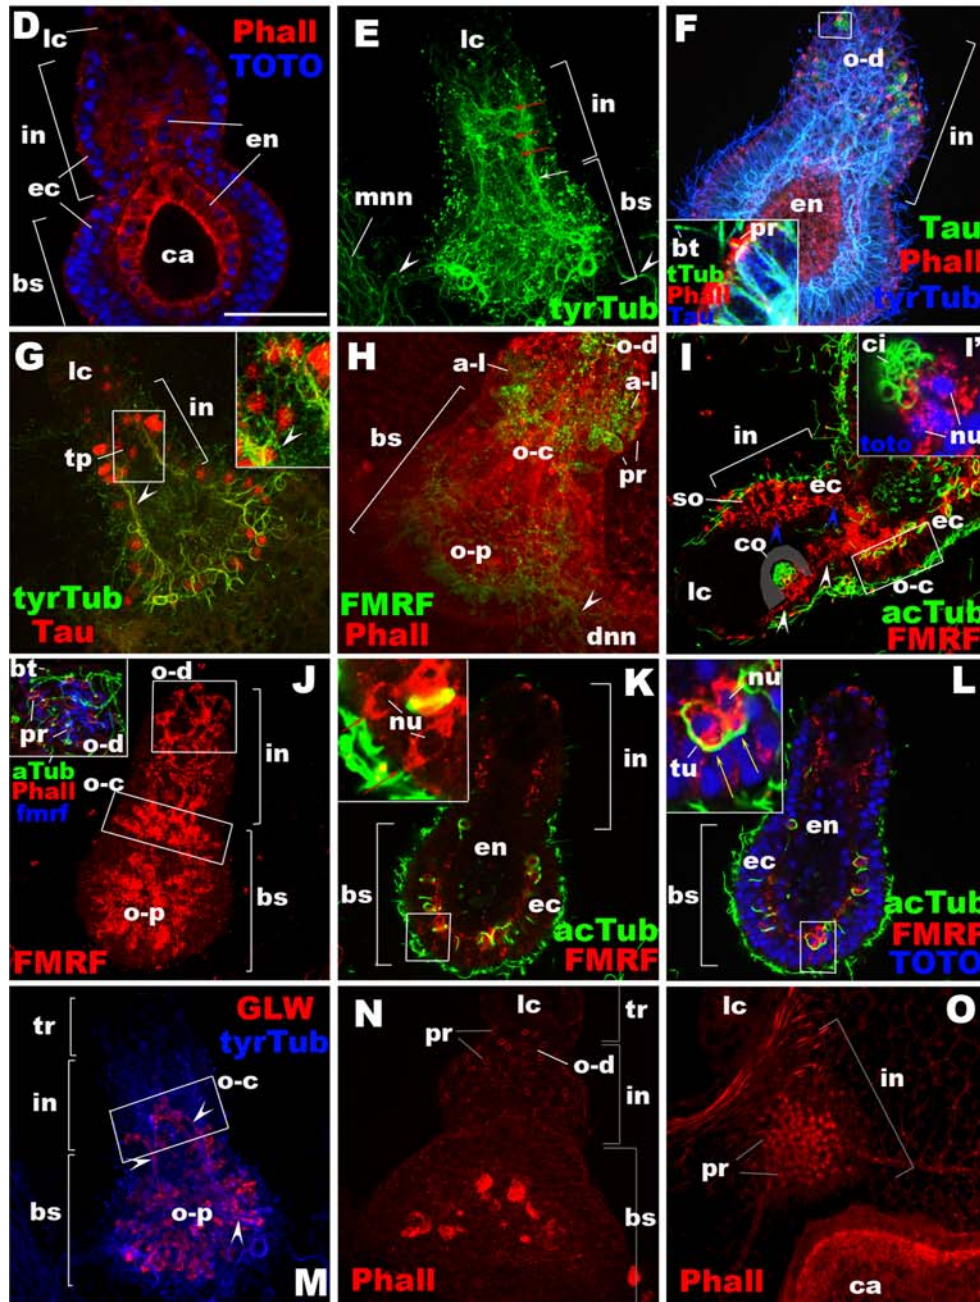 D
Phall
TOTO
lc
in
en
ec
ca
bs
E
lc
in
mnn
bs
tyrTub
F
o-d
in
en
Tau
Phall
tyrTub
pr
bt
tTub
Phall
Tau
G
lc
in
tp
tyrTub
Tau
H
o-d
a-l
a-l
bs
o-c
pr
o-p
FMRF
Phall
dnn
I
ci
I'
nu
toto
in
so
ec
co
ec
o-c
lc
acTub
FMRF
J
bt
o-d
pr
o-d
aTub
Phall
fmrf
in
o-c
o-p
bs
FMRF
K
nu
in
en
bs
ec
acTub
FMRF
L
nu
tu
in
en
ec
bs
acTub
FMRF
TOTO
GLW
tyrTub
tr
o-c
in
bs
o-p
M
N
lc
tr
pr
o-d
in
bs
Phall
O
lc
in
pr
Phall
ca